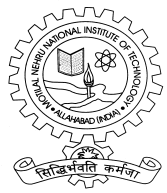 MOTILAL NEHRU NATIONAL INSTITUTE OF TECHNOLOGY
• ALLAHABAD (INDIA) •
सिद्धिर्भवति कर्मजा